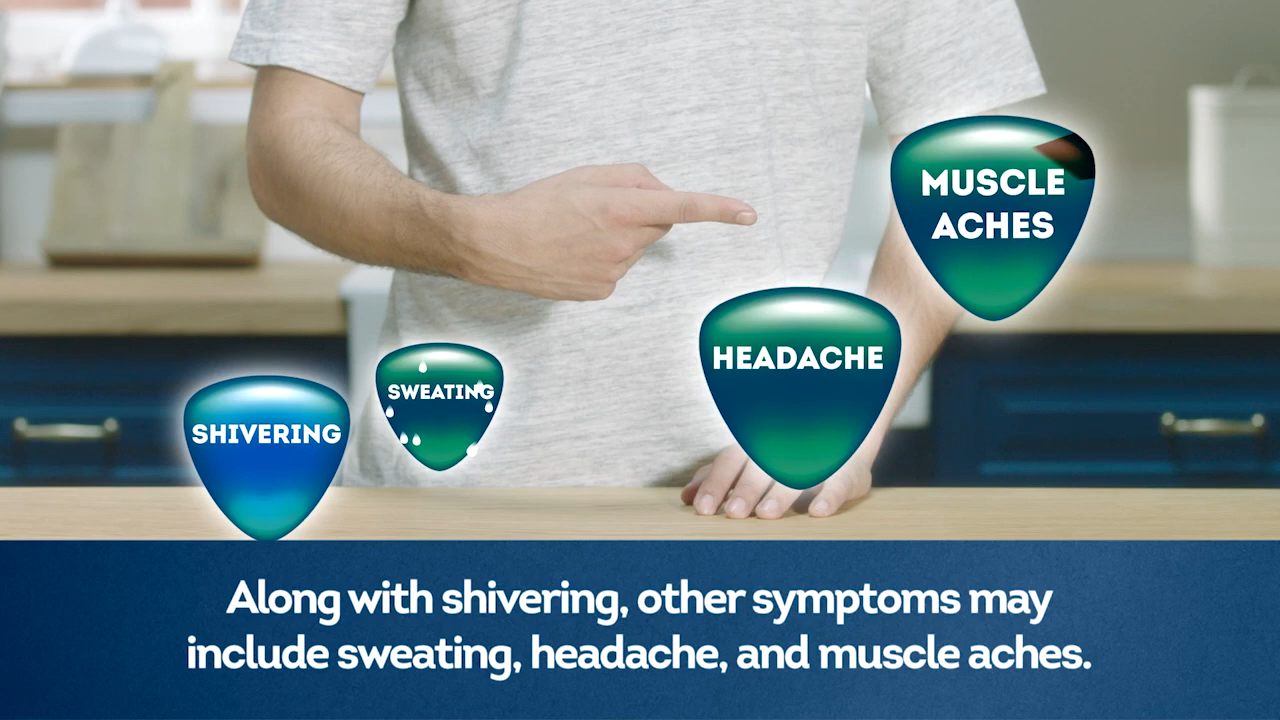 MUSCLE
ACHES
HEADACHE
SWEATING
SHIVERING
Along with shivering, other symptoms may
include sweating, headache, and muscle aches.